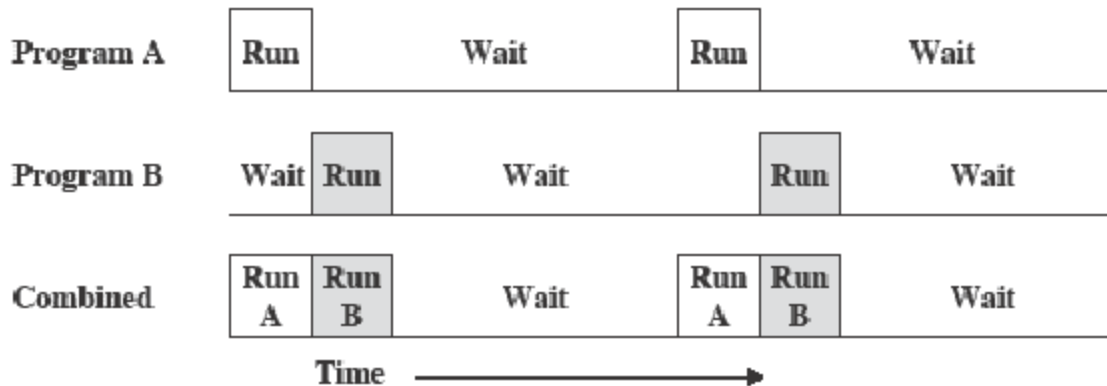 Program A Run Wait Run Wait
Program B Wait Run Wait Run Wait
Combined Run A Run B Wait Run A Run B Wait
Time